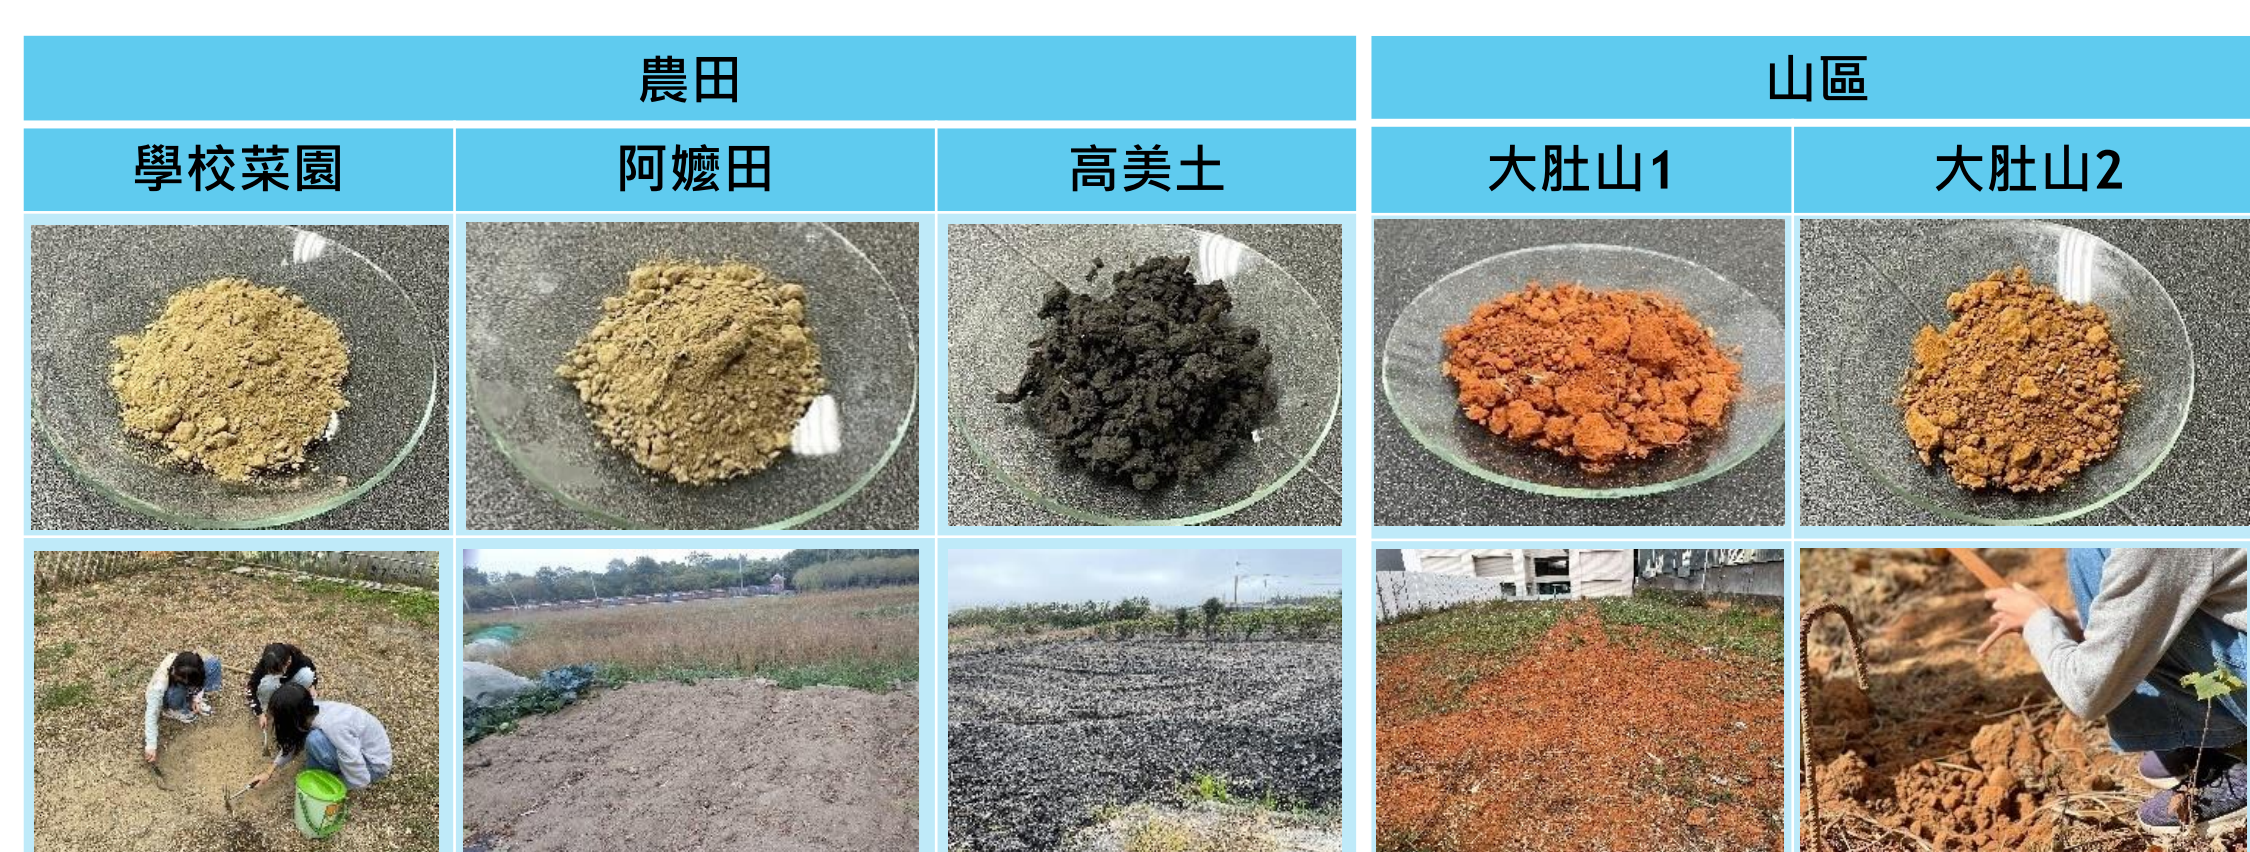 農田
山區
學校菜園
阿嬤田
高美土
大肚山1
大肚山2